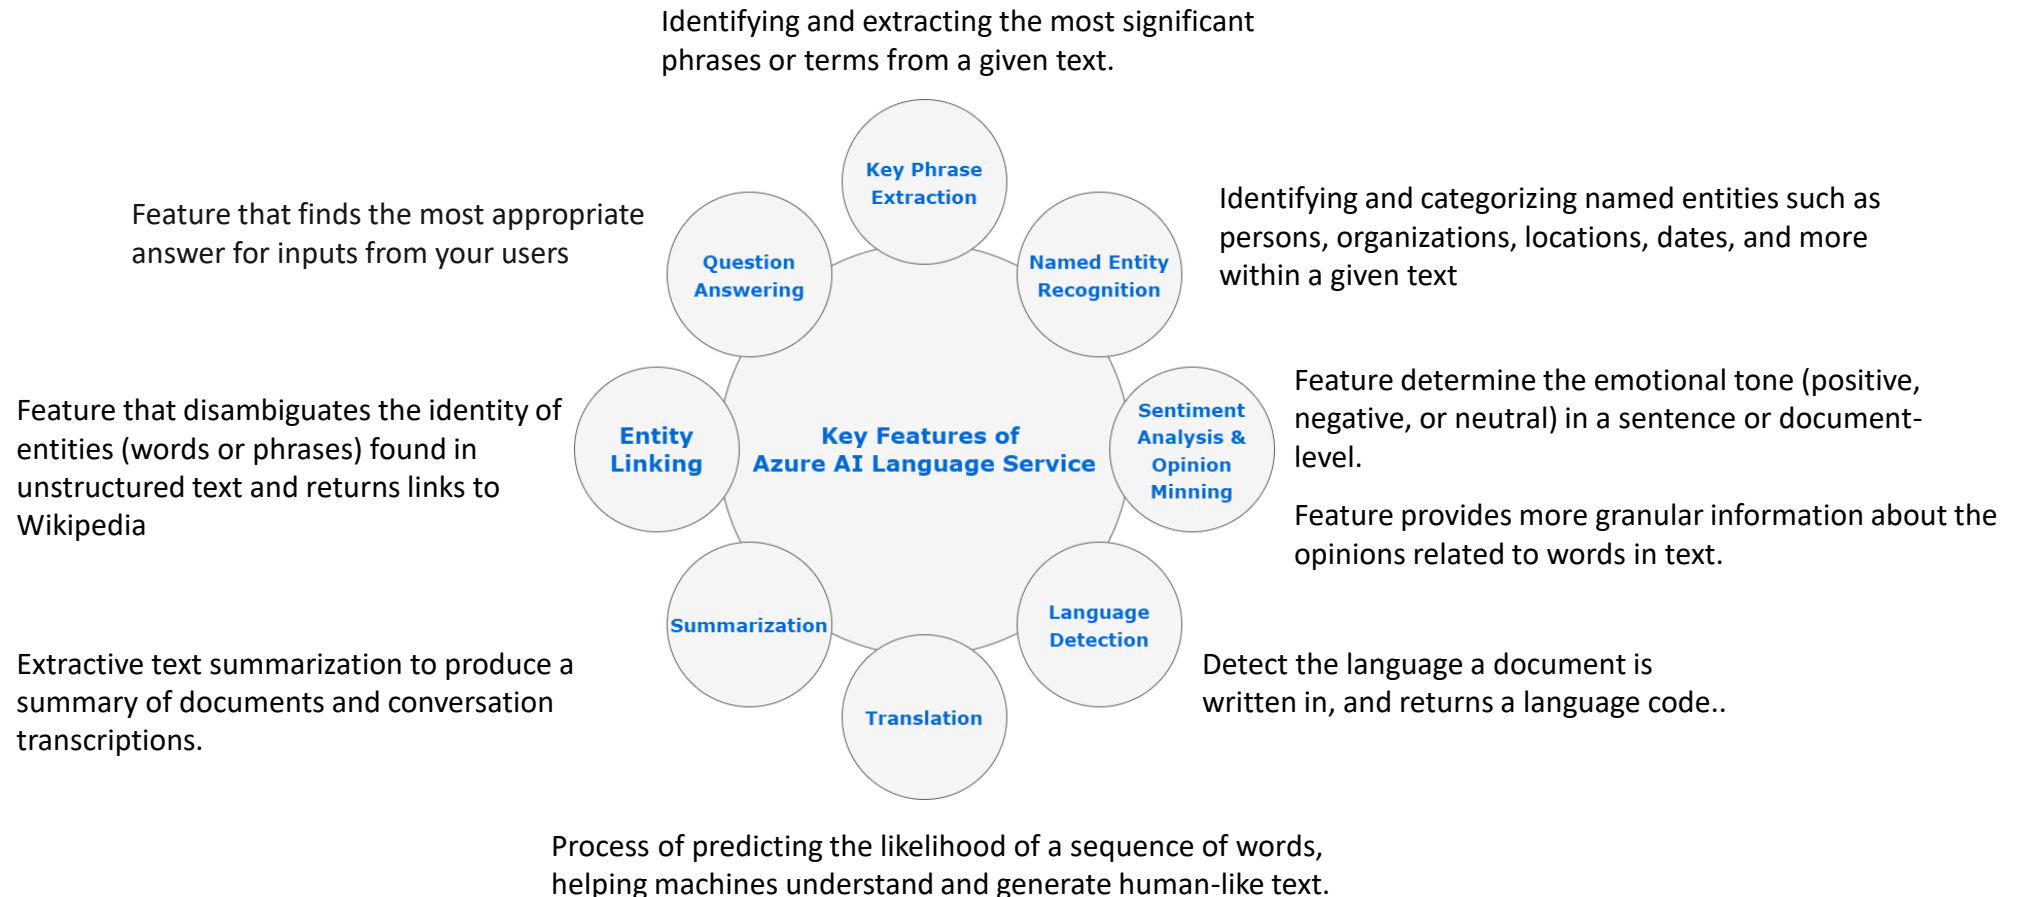 Identifying and extracting the most significant
phrases or terms from a given text.
Key Phrase
Extraction
Feature that finds the most appropriate
answer for inputs from your users
Question
Answering
Named Entity
Recognition
Identifying and categorizing named entities such as
persons, organizations, locations, dates, and more
within a given text
Feature that disambiguates the identity of
entities (words or phrases) found in
unstructured text and returns links to
Wikipedia
Entity
Linking
Key Features of
Azure AI Language Service
Sentiment
Analysis &
Opinion
Minning
Feature determine the emotional tone (positive,
negative, or neutral) in a sentence or document-
level.
Feature provides more granular information about the
opinions related to words in text.
Summarization
Extractive text summarization to produce a
summary of documents and conversation
transcriptions.
Language
Detection
Detect the language a document is
written in, and returns a language code..
Translation
Process of predicting the likelihood of a sequence of words,
helping machines understand and generate human-like text.